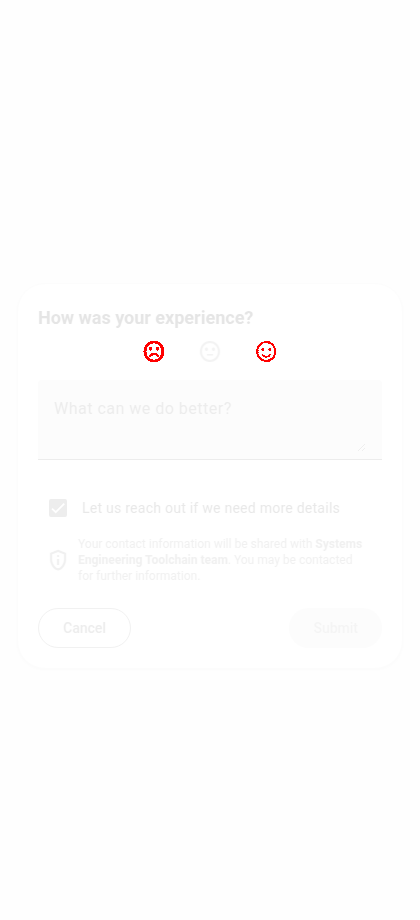 How was your experience?
What can we do better?
Let us reach out if we need more details
Your contact information will be shared with Systems
Engineering Toolchain team. You may be contacted
for further information.
Cancel
Submit